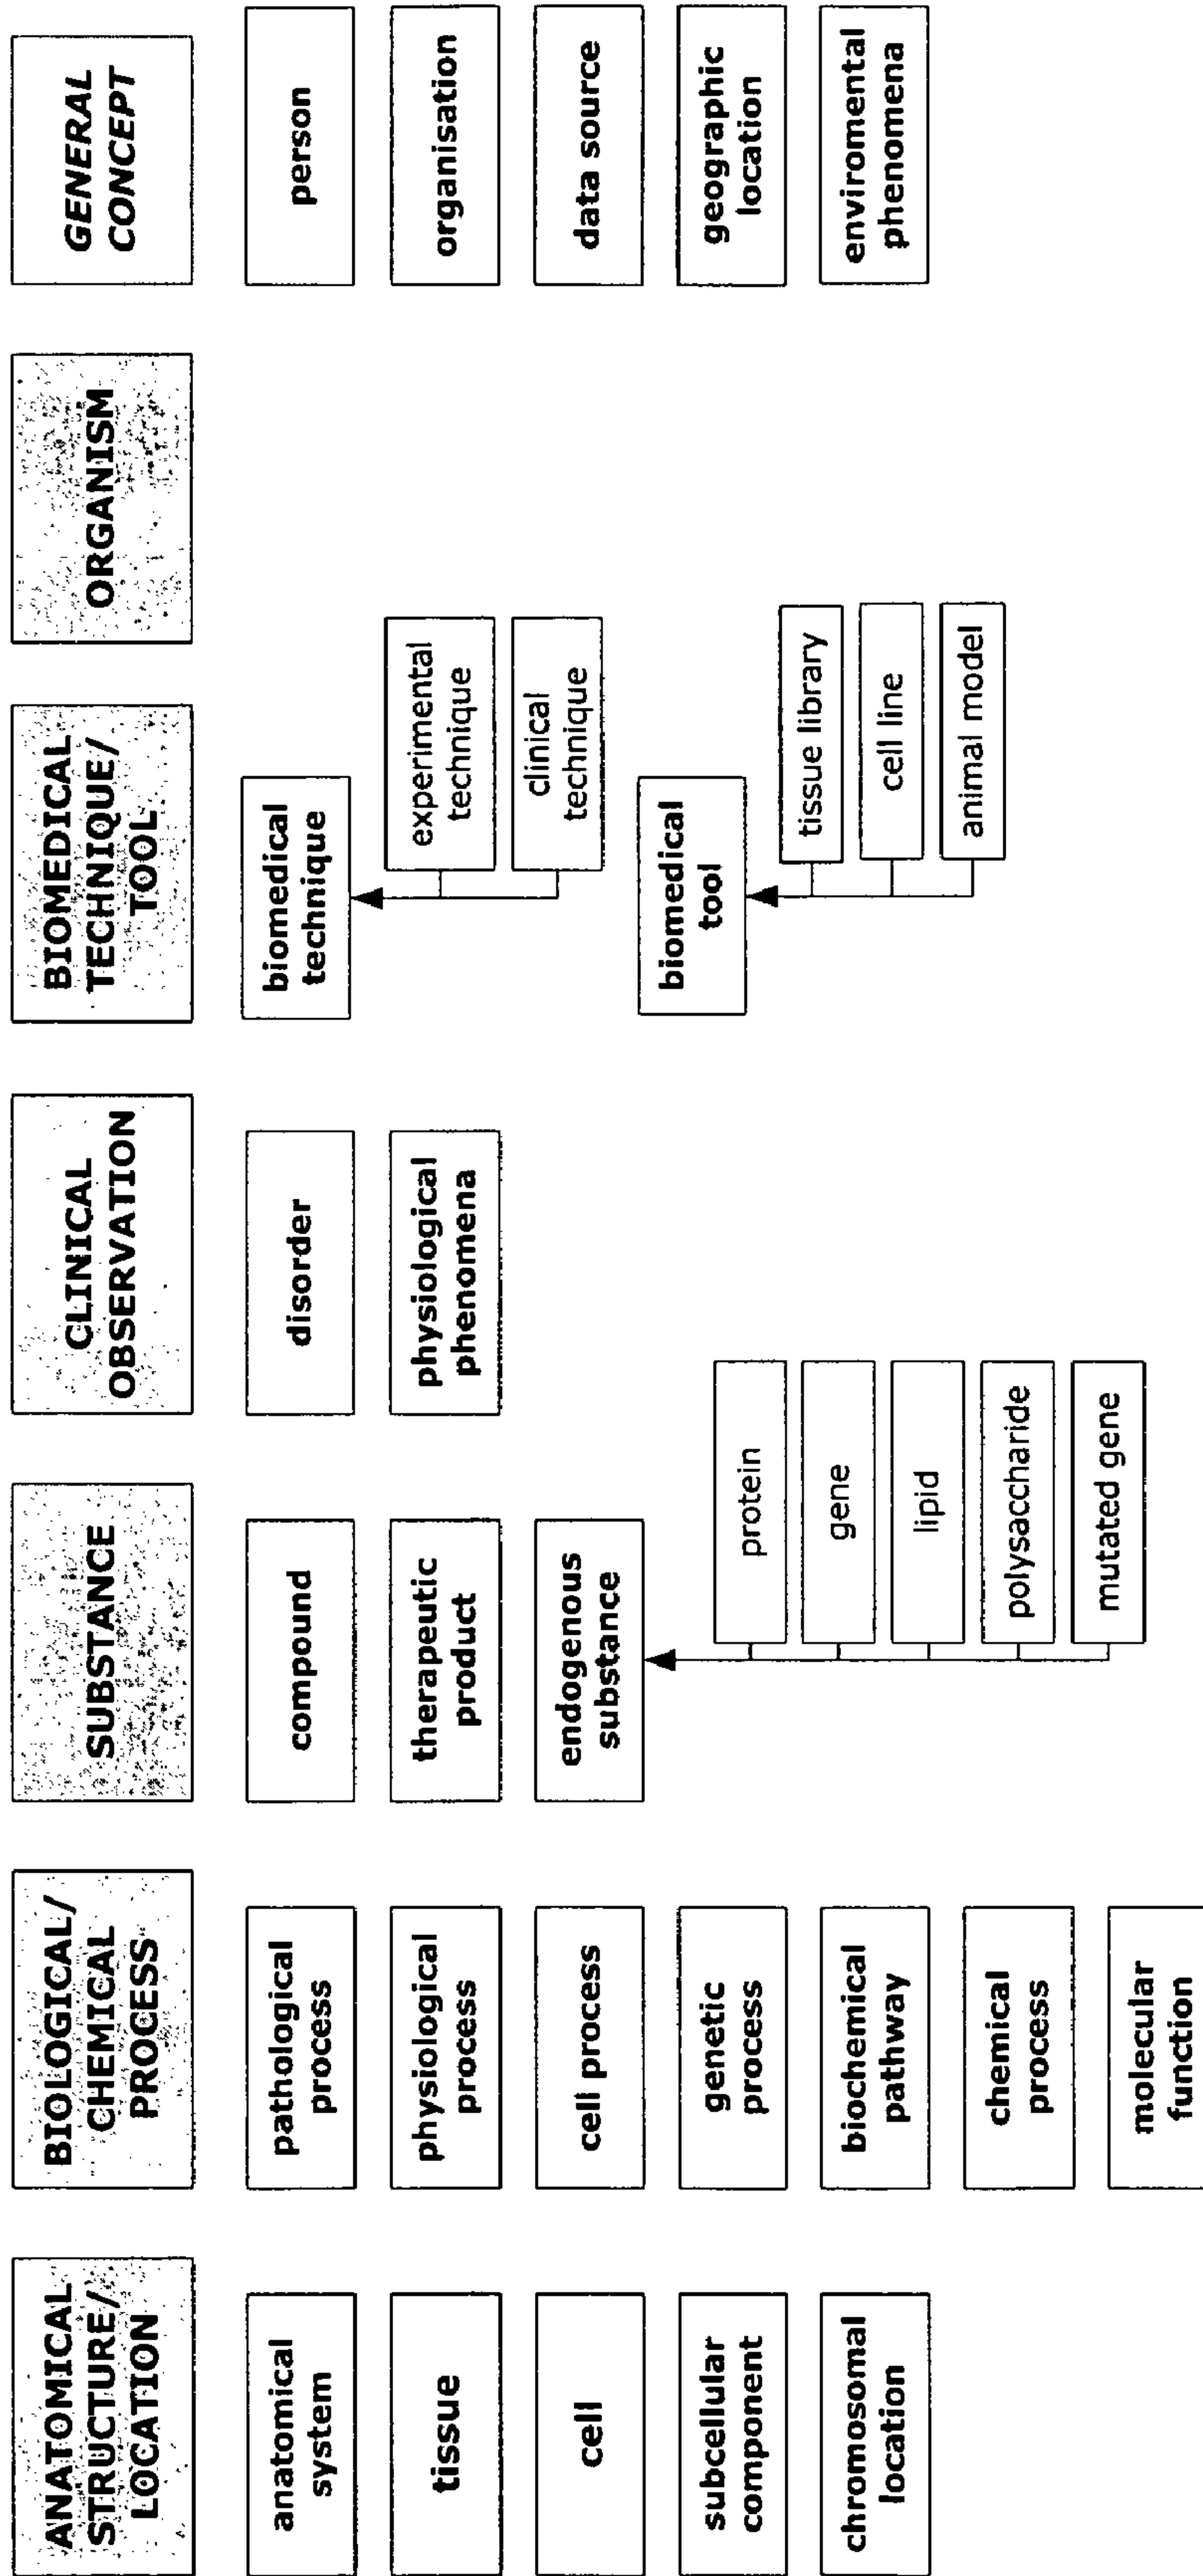 ANATOMICAL
STRUCTURE/
LOCATION
anatomical
system
tissue
cell
subcellular
component
chromosomal
location
BIOLOGICAL/
CHEMICAL
PROCESS
pathological
process
physiological
process
cell process
genetic
process
biochemical
pathway
chemical
process
molecular
function
SUBSTANCE
compound
therapeutic
product
endogenous
substance
protein
gene
lipid
polysaccharide
mutated gene
CLINICAL
OBSERVATION
disorder
physiological
phenomena
BIOMEDICAL
TECHNIQUE/
TOOL
biomedical
technique
experimental
technique
clinical
technique
biomedical
tool
tissue library
cell line
animal model
ORGANISM
GENERAL
CONCEPT
person
organisation
data source
geographic
location
enviromental
phenomena